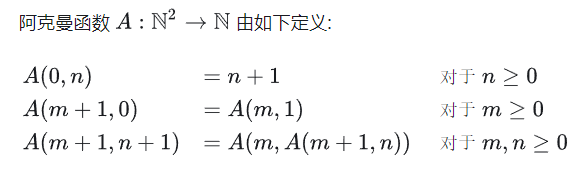 阿克曼函数 A : ℕ² → ℕ 由如下定义:
A(0, n) = n + 1 对于 n ≥ 0
A(m + 1, 0) = A(m, 1) 对于 m ≥ 0
A(m + 1, n + 1) = A(m, A(m + 1, n)) 对于 m, n ≥ 0